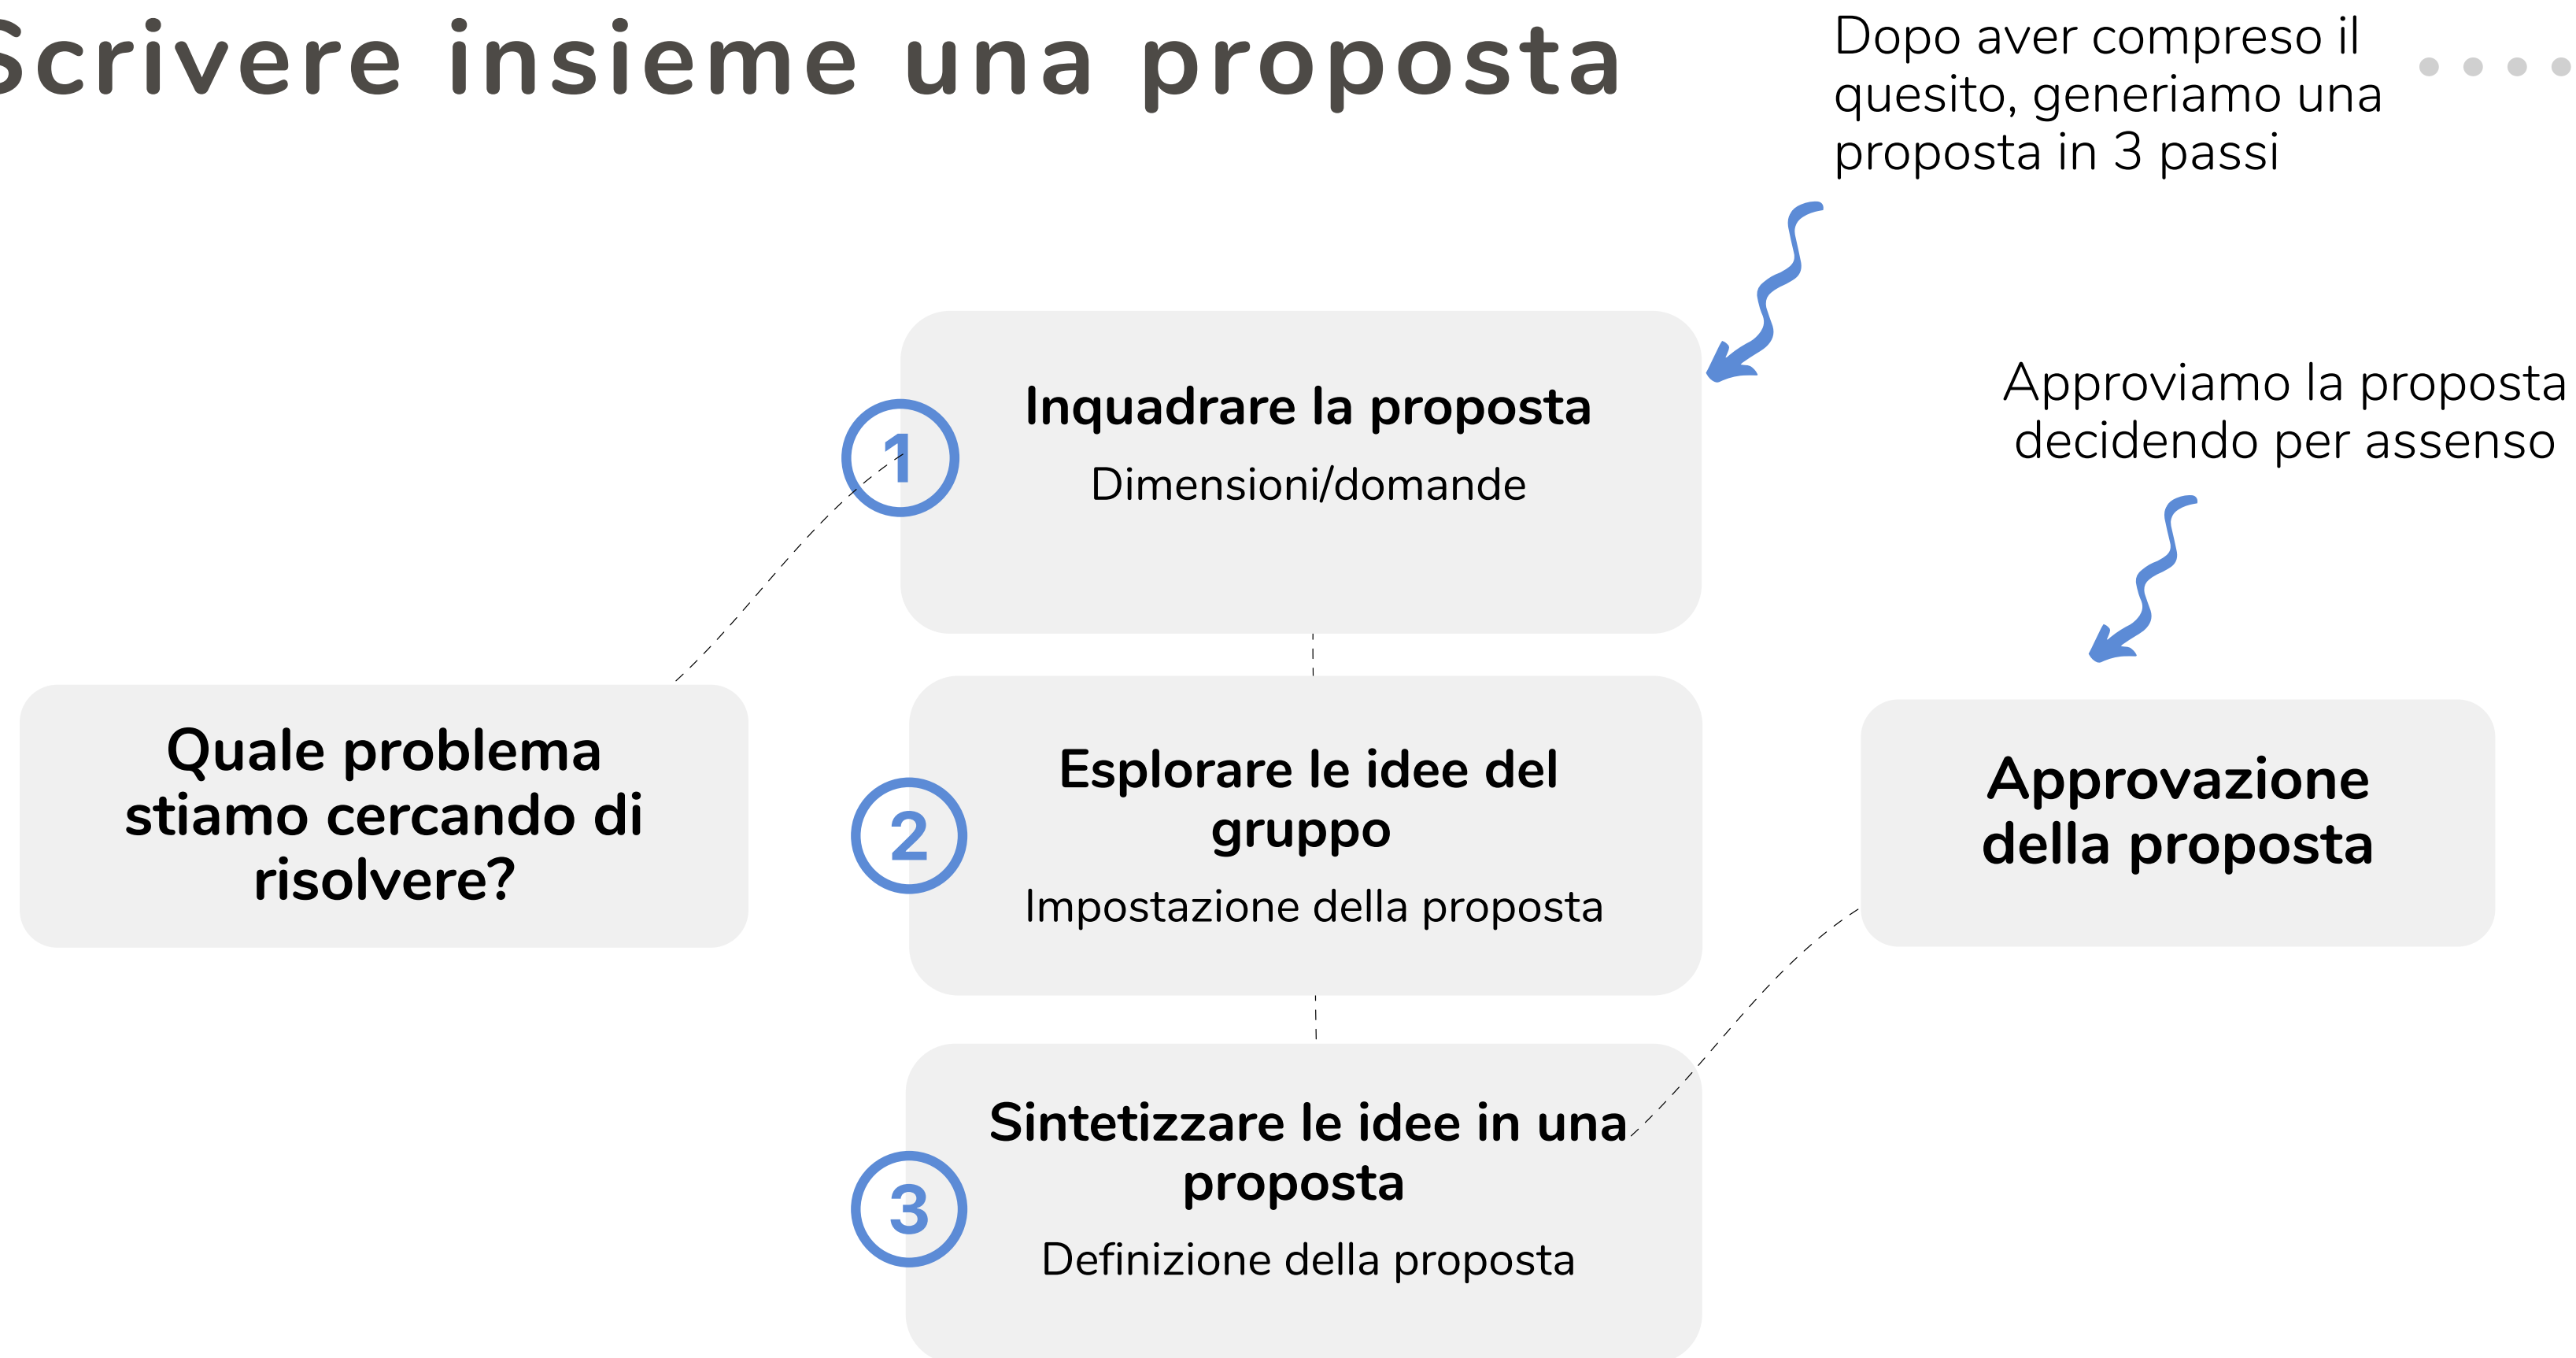 Scrivere insieme una proposta
Dopo aver compreso il
quesito, generiamo una
proposta in 3 passi
Approviamo la proposta
decidendo per assenso
Quale problema
stiamo cercando di
risolvere?
1
Inquadrare la proposta
Dimensioni/domande
2
Esplorare le idee del
gruppo
Impostazione della proposta
3
Sintetizzare le idee in una
proposta
Definizione della proposta
Approvazione
della proposta